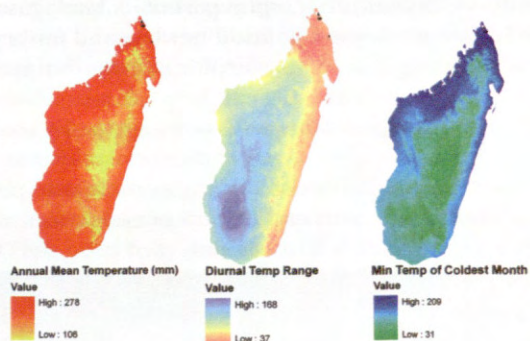 Annual Mean Temperature (mm)
Value
High : 278
Low : 106
Diurnal Temp Range
Value
High : 168
Low : 37
Min Temp of Coldest Month
Value
High : 209
Low : 31